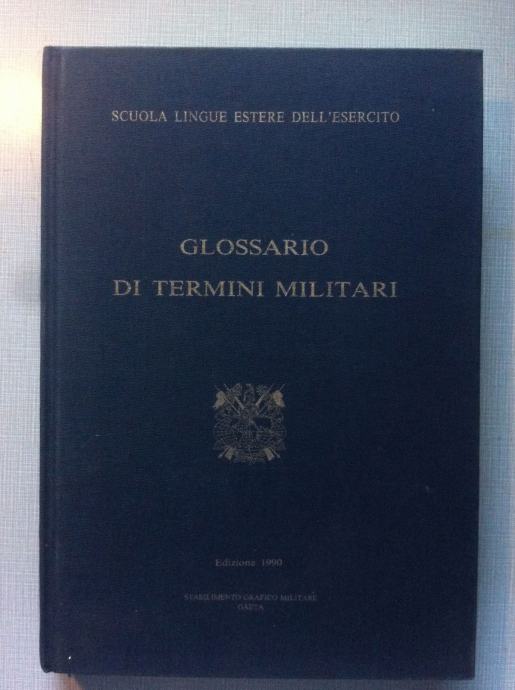 SCUOLA LINGUE ESTERE DELL'ESERCITO
GLOSSARIO
DI TERMINI MILITARI
Edizione 1990
STABILIMENTO GRAFICO MILITARE
GAETA